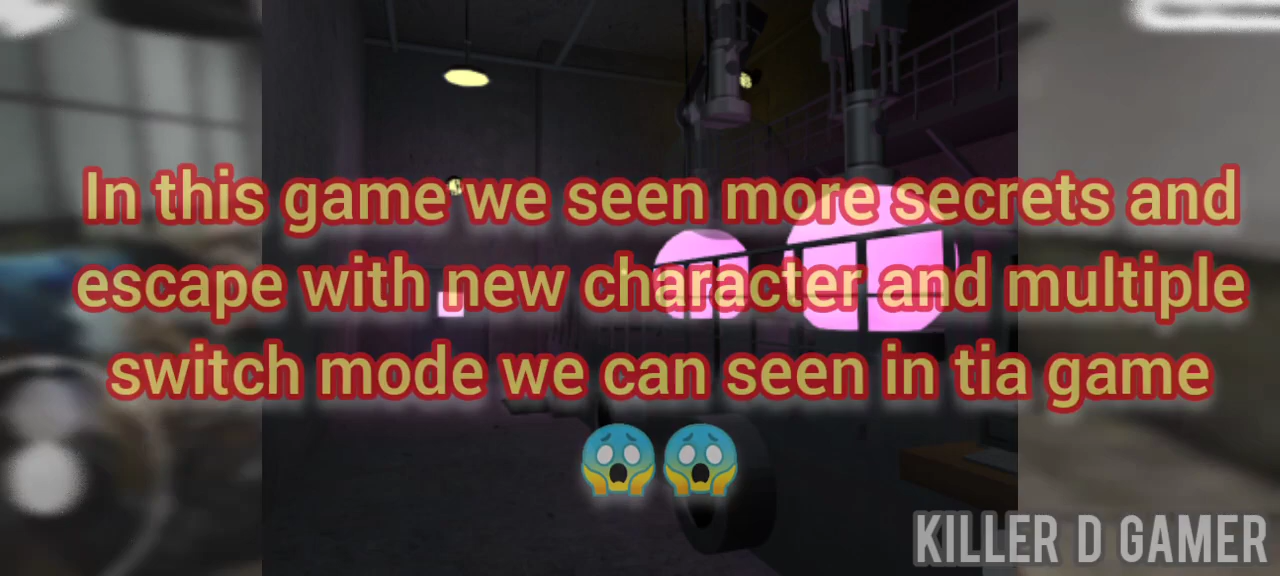 In this game we seen more secrets and
escape with new character and multiple
switch mode we can seen in tia game
😱😱
KILLER D GAMER